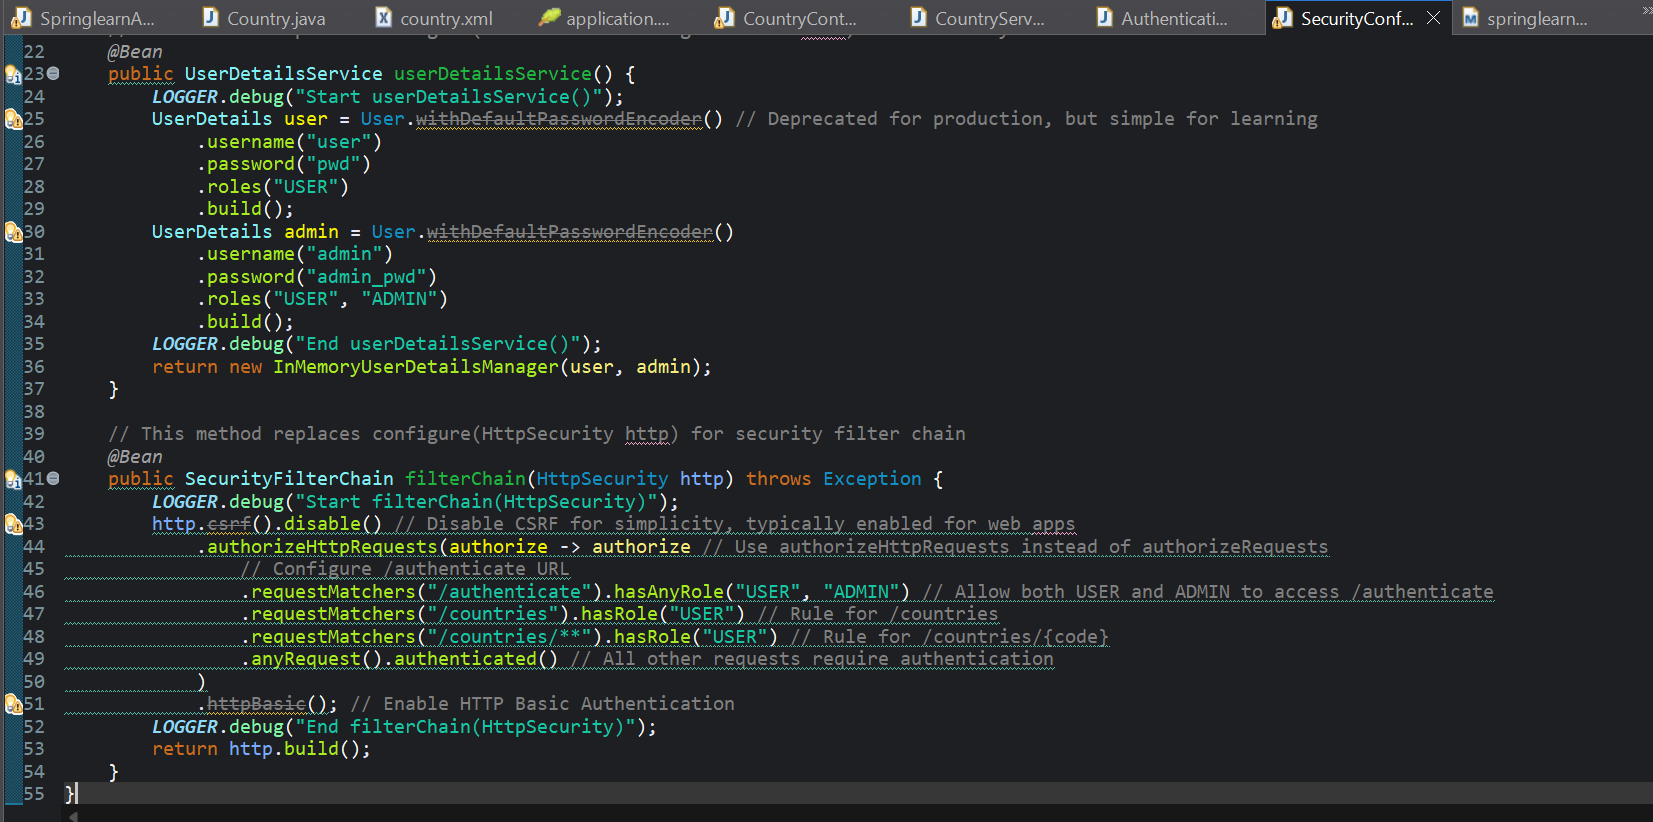 SpringlearnA... Country.java country.xml application.... CountryCont... CountryServ... Authenticati... SecurityConf... springlearn...
22 @Bean
23 public UserDetailsService userDetailsService() {
24 LOGGER.debug("Start userDetailsService()");
25 UserDetails user = User.withDefaultPasswordEncoder() // Deprecated for production, but simple for learning
26 .username("user")
27 .password("pwd")
28 .roles("USER")
29 .build();
30 UserDetails admin = User.withDefaultPasswordEncoder()
31 .username("admin")
32 .password("admin_pwd")
33 .roles("USER", "ADMIN")
34 .build();
35 LOGGER.debug("End userDetailsService()");
36 return new InMemoryUserDetailsManager(user, admin);
37 }
38
39 // This method replaces configure(HttpSecurity http) for security filter chain
40 @Bean
41 public SecurityFilterChain filterChain(HttpSecurity http) throws Exception {
42 LOGGER.debug("Start filterChain(HttpSecurity)");
43 http.csrf().disable() // Disable CSRF for simplicity, typically enabled for web apps
44 .authorizeHttpRequests(authorize -> authorize // Use authorizeHttpRequests instead of authorizeRequests
45 // Configure /authenticate URL
46 .requestMatchers("/authenticate").hasAnyRole("USER", "ADMIN") // Allow both USER and ADMIN to access /authenticate
47 .requestMatchers("/countries").hasRole("USER") // Rule for /countries
48 .requestMatchers("/countries/**").hasRole("USER") // Rule for /countries/{code}
49 .anyRequest().authenticated() // All other requests require authentication
50 )
51 .httpBasic(); // Enable HTTP Basic Authentication
52 LOGGER.debug("End filterChain(HttpSecurity)");
53 return http.build();
54 }
55 }